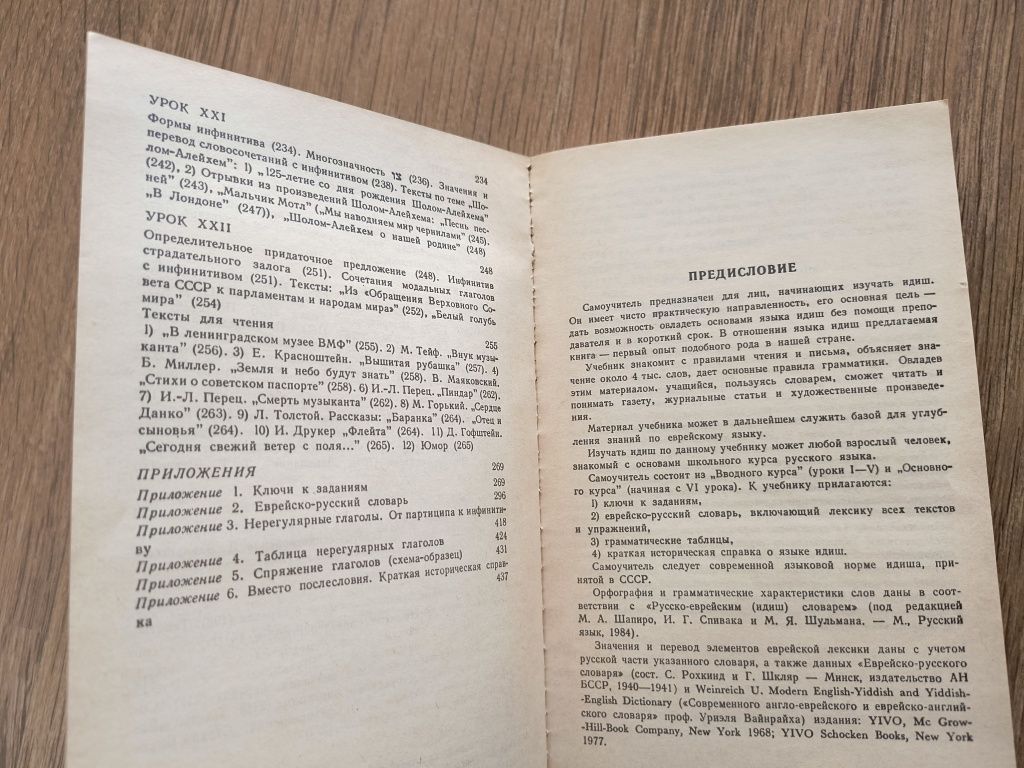 УРОК XXI
234
Формы инфинитива (234). Многозначность צו (236). Значения и
перевод словосочетаний с инфинитивом (238). Тексты по теме „Шо-
лом-Алейхем”: 1) „125-летие со дня рождения Шолом-Алейхема”
(242), 2) Отрывки из произведений Шолом-Алейхема: „Песнь пес-
ней” (243), „Мальчик Мотл” („Мы наводняем мир чернилами” (245).
„В Лондоне” (247)), „Шолом-Алейхем о нашей родине” (248)
УРОК XXII
248
Определительное придаточное предложение (248). Инфинитив
страдательного залога (251). Сочетания модальных глаголов
с инфинитивом (251). Тексты: „Из «Обращения Верховного Со-
вета СССР к парламентам и народам мира» (252), „Белый голубь
мира” (254)
Тексты для чтения
255
1) „В ленинградском музее ВМФ” (255). 2) М. Тейф. „Внук музы-
канта” (256). 3) Е. Красноштейн. „Вышитая рубашка” (257). 4)
Б. Миллер. „Земля и небо будут знать” (258). В. Маяковский.
„Стихи о советском паспорте” (258). 6) И.-Л. Перец. „Пиндар” (262).
7) И.-Л. Перец. „Смерть музыканта” (262). 8) М. Горький. „Сердце
Данко” (263). 9) Л. Толстой. Рассказы: „Баранка” (264). „Отец и
сыновья” (264). 10) И. Друкер „Флейта” (264). 11) Д. Гофштейн.
„Сегодня свежий ветер с поля...” (265). 12) Юмор (265)
ПРИЛОЖЕНИЯ 269
Приложение 1. Ключи к заданиям 269
Приложение 2. Еврейско-русский словарь 296
Приложение 3. Нерегулярные глаголы. От партиципа к инфинити-
ву 418
Приложение 4. Таблица нерегулярных глаголов 424
Приложение 5. Спряжение глаголов (схема-образец) 431
Приложение 6. Вместо послесловия. Краткая историческая справ-
ка 437
ПРЕДИСЛОВИЕ
Самоучитель предназначен для лиц, начинающих изучать идиш.
Он имеет чисто практическую направленность, его основная цель —
дать возможность овладеть основами языка идиш без помощи препо-
давателя и в короткий срок. В отношении языка идиш предлагаемая
книга — первый опыт подобного рода в нашей стране.
Учебник знакомит с правилами чтения и письма, объясняет зна-
чение около 4 тыс. слов, дает основные правила грамматики. Овладев
этим материалом, учащийся, пользуясь словарем, сможет читать и
понимать газету, журнальные статьи и художественные произведе-
ния.
Материал учебника может в дальнейшем служить базой для углуб-
ления знаний по еврейскому языку.
Изучать идиш по данному учебнику может любой взрослый человек,
знакомый с основами школьного курса русского языка.
Самоучитель состоит из „Вводного курса” (уроки I—V) и „Основно-
го курса” (начиная с VI урока). К учебнику прилагаются:
1) ключи к заданиям,
2) еврейско-русский словарь, включающий лексику всех текстов
и упражнений,
3) грамматические таблицы,
4) краткая историческая справка о языке идиш.
Самоучитель следует современной языковой норме идиша, при-
нятой в СССР.
Орфография и грамматические характеристики слов даны в соот-
ветствии с «Русско-еврейским (идиш) словарем» (под редакцией
М. А. Шапиро, И. Г. Спивака и М. Я. Шульмана. — М., Русский
язык, 1984).
Значения и перевод элементов еврейской лексики даны с учетом
русской части указанного словаря, а также данных «Еврейско-русского
словаря» (сост. С. Рохкинд и Г. Шкляр — Минск, издательство АН
БССР, 1940—1941) и Weinreich U. Modern English-Yiddish and Yiddish-
-English Dictionary («Современного англо-еврейского и еврейско-англий-
ского словаря» проф. Уриэля Вайнрайха) издания: YIVO, Mc Grow-
-Hill-Book Company, New York 1968; YIVO Schocken Books, New York
1977.